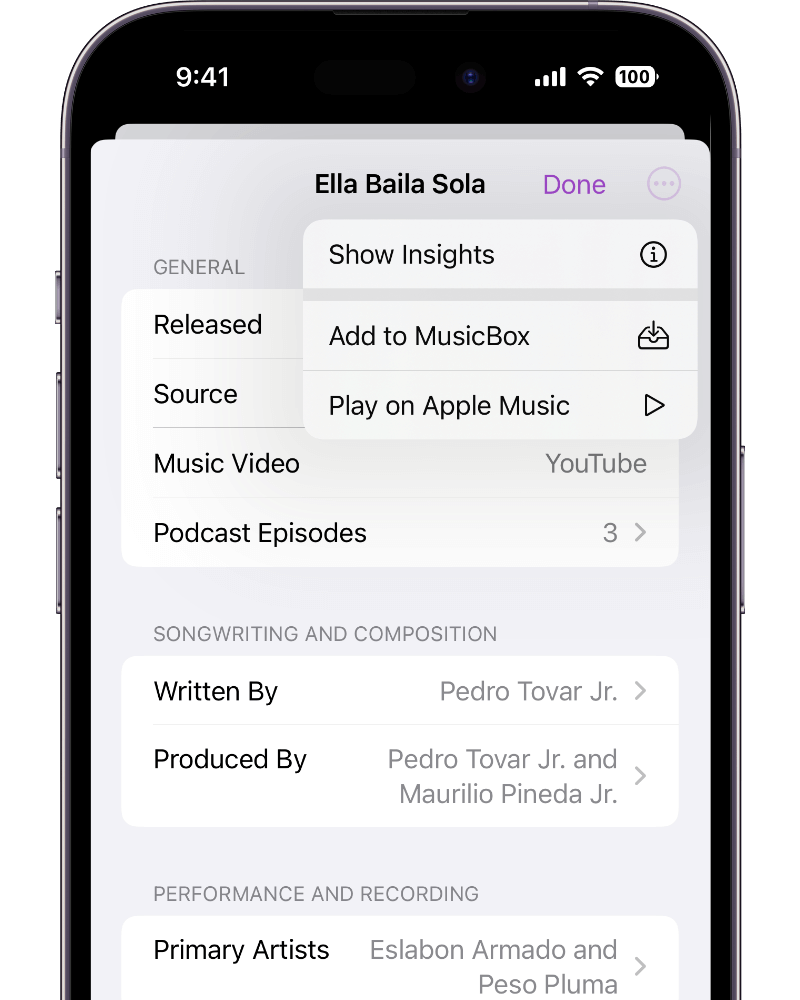 9:41
100
Ella Baila Sola Done
Show Insights
Add to MusicBox
Play on Apple Music
GENERAL
Released
Source
Music Video YouTube
Podcast Episodes 3
SONGWRITING AND COMPOSITION
Written By Pedro Tovar Jr.
Produced By Pedro Tovar Jr. and
Maurilio Pineda Jr.
PERFORMANCE AND RECORDING
Primary Artists Eslabon Armado and
Peso Pluma